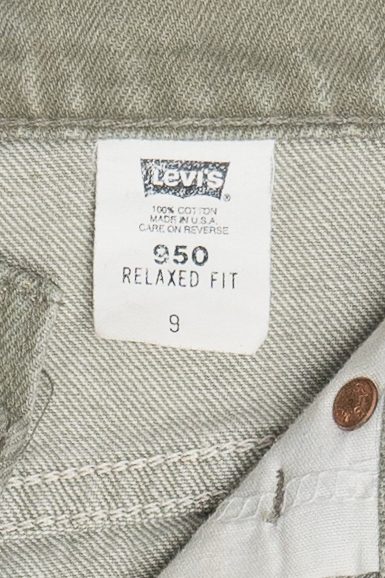 Levi's ®
100% COTTON
MADE IN U.S.A.
CARE ON REVERSE
950
RELAXED FIT
9